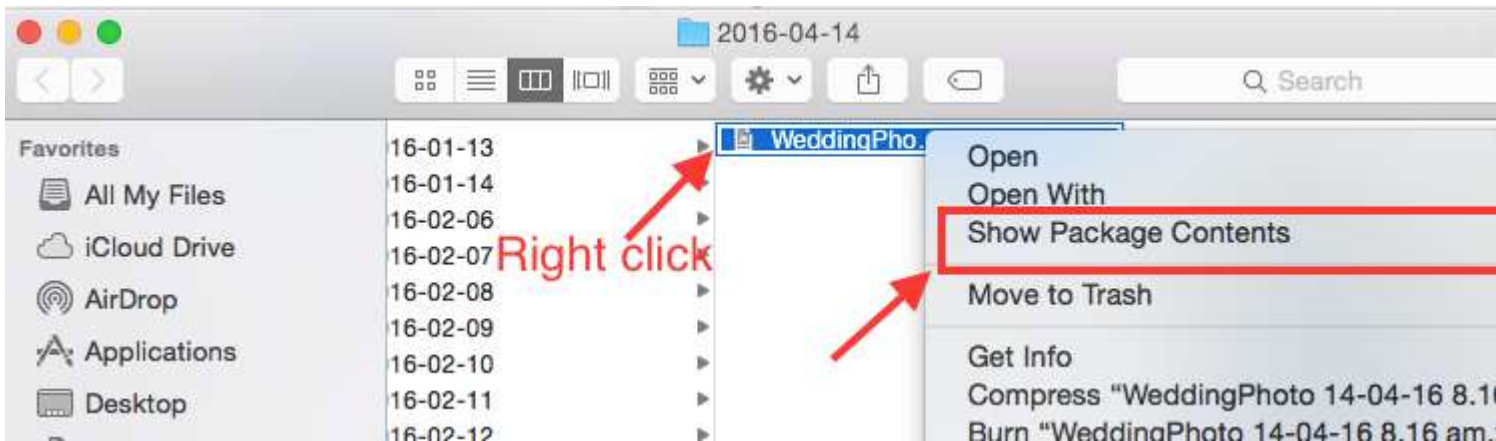 2016-04-14
Search
Favorites
All My Files
iCloud Drive
AirDrop
Applications
Desktop
16-01-13
16-01-14
16-02-06
16-02-07
16-02-08
16-02-09
16-02-10
16-02-11
16-02-12
Right click
WeddingPho.
Open
Open With
Show Package Contents
Move to Trash
Get Info
Compress "WeddingPhoto 14-04-16 8.16
Burn "WeddingPhoto 14-04-16 8.16 am.